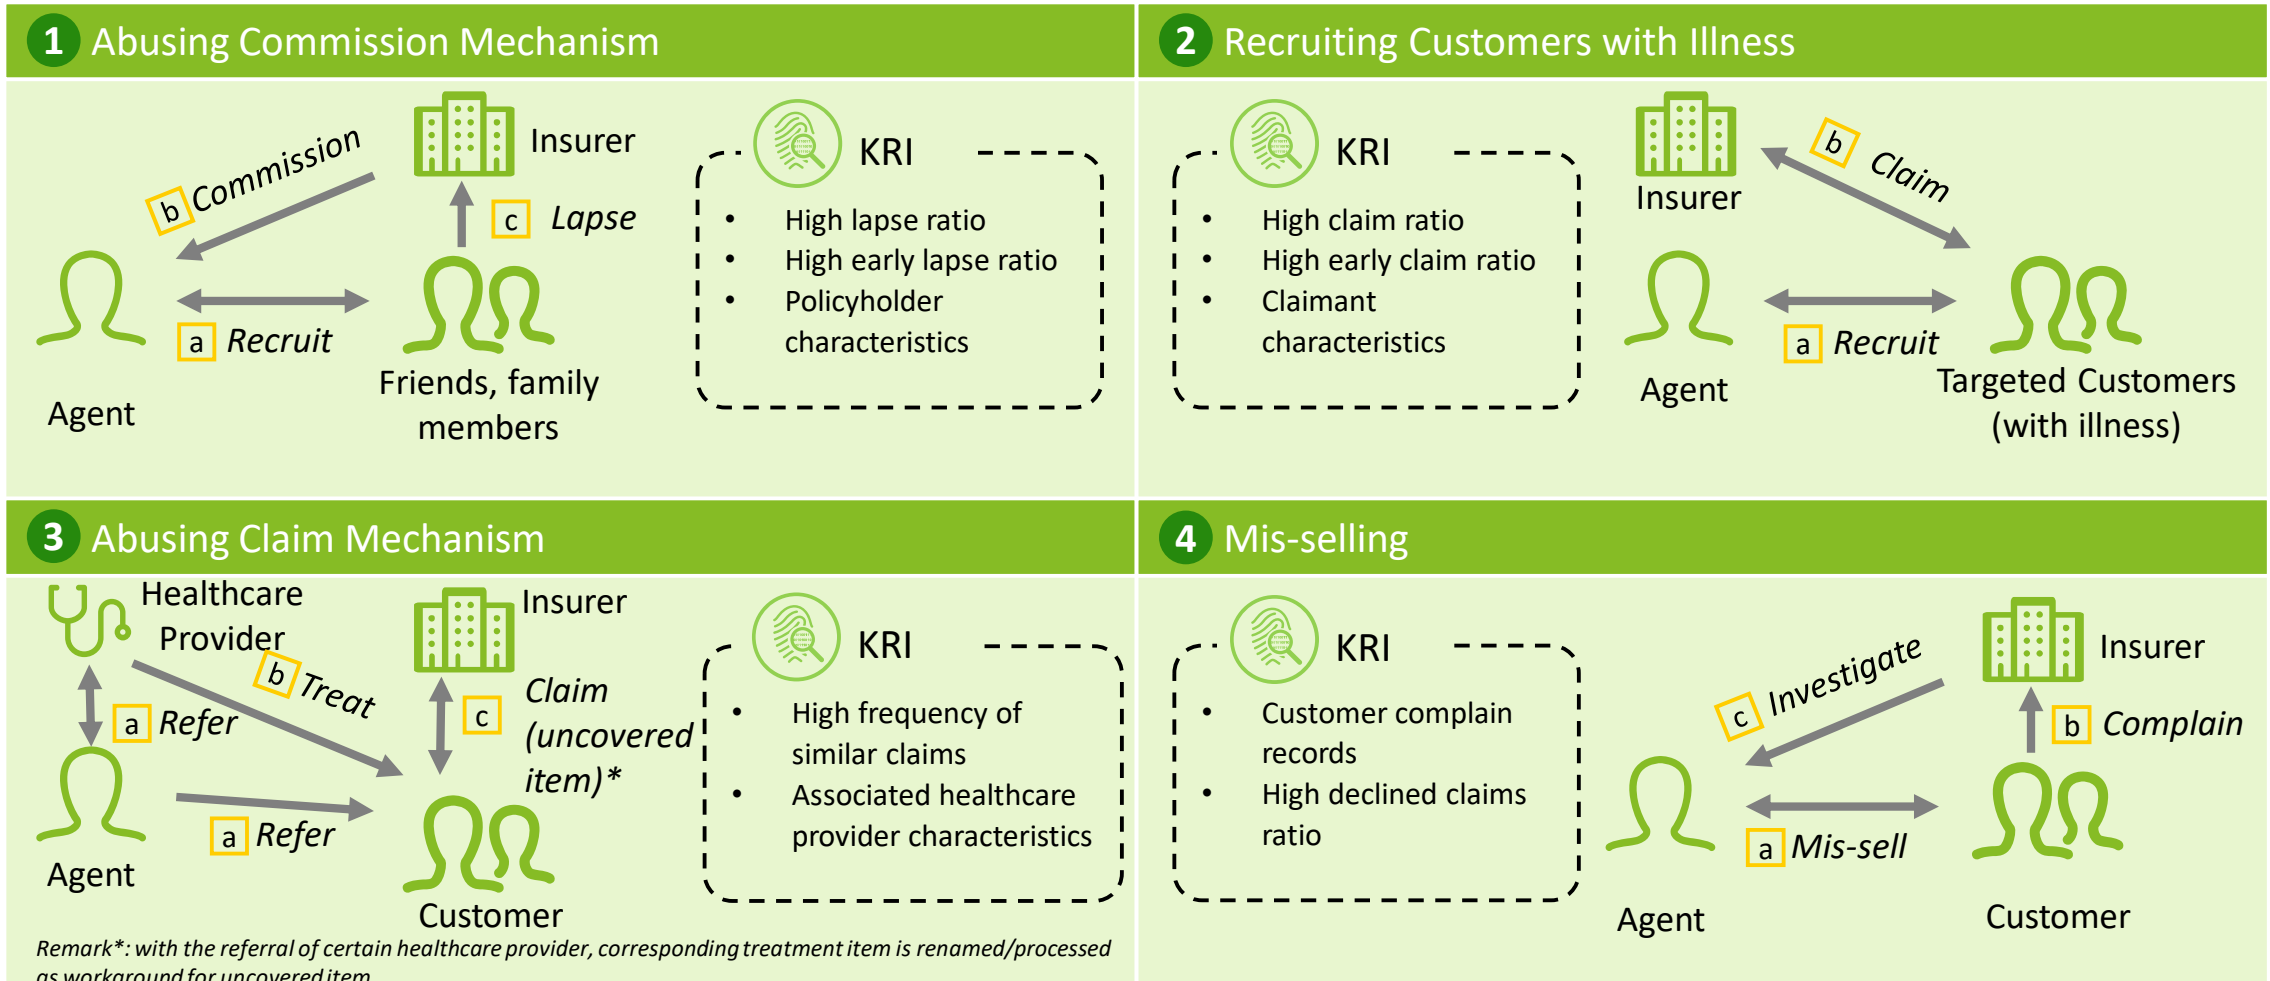 1 Abusing Commission Mechanism
b Commission
Insurer
c Lapse
a Recruit
Agent
Friends, family
members
KRI
• High lapse ratio
• High early lapse ratio
• Policyholder
characteristics
2 Recruiting Customers with Illness
KRI
• High claim ratio
• High early claim ratio
• Claimant
characteristics
Insurer
b Claim
a Recruit
Agent
Targeted Customers
(with illness)
3 Abusing Claim Mechanism
Healthcare
Provider
Insurer
b Treat
a Refer
c Claim
(uncovered
item)*
a Refer
Agent
Customer
KRI
• High frequency of
similar claims
• Associated healthcare
provider characteristics
Remark*: with the referral of certain healthcare provider, corresponding treatment item is renamed/processed
as workaround for uncovered item
4 Mis-selling
KRI
• Customer complain
records
• High declined claims
ratio
c Investigate
Insurer
b Complain
a Mis-sell
Agent
Customer